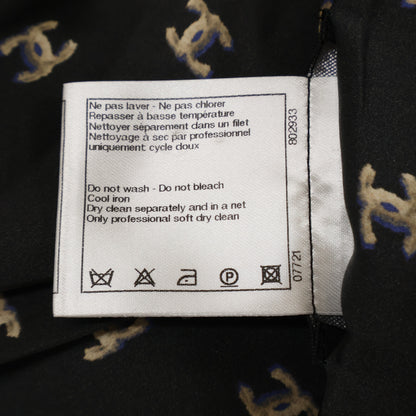 Ne pas laver - Ne pas chlorer
Repasser à basse température
Nettoyer séparement dans un filet
Nettoyage à sec par professionnel
uniquement: cycle doux
Do not wash - Do not bleach
Cool iron
Dry clean separately and in a net
Only professional soft dry clean
P
802933
07721